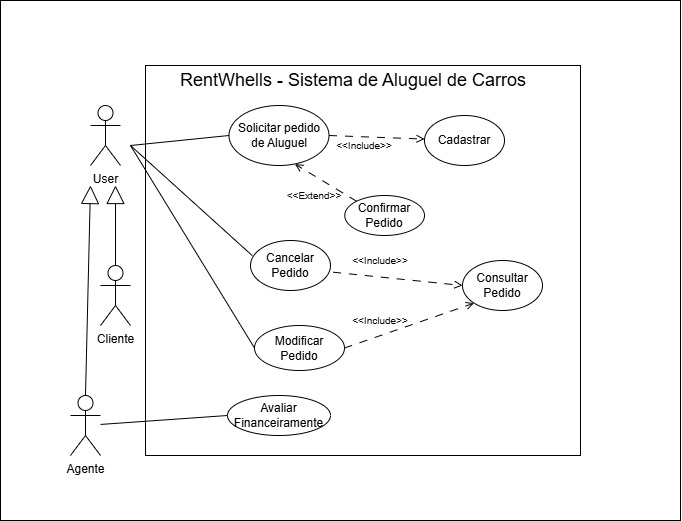 RentWhells - Sistema de Aluguel de Carros
Solicitar pedido
de Aluguel
<<Include>>
Cadastrar
User
<<Extend>>
Confirmar
Pedido
Cancelar
Pedido
<<Include>>
Consultar
Pedido
Cliente
Modificar
Pedido
<<Include>>
Avaliar
Financeiramente
Agente